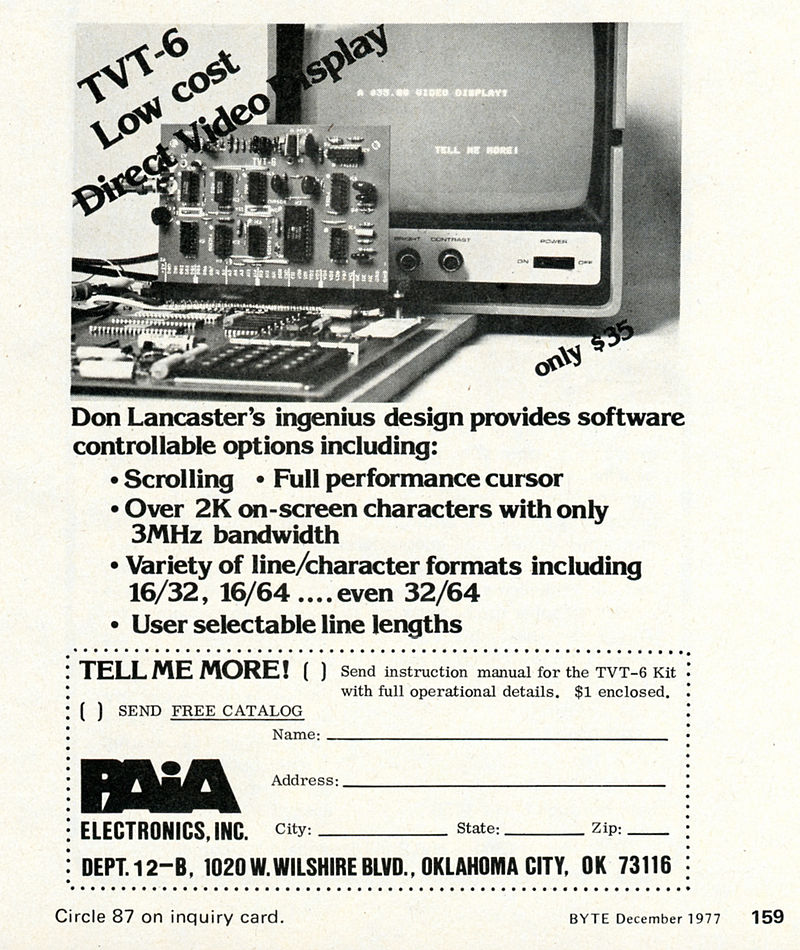 TVT-6
Low cost
Direct Video Display
A $35.00 VIDEO DISPLAY?
TELL ME MORE!
TVT-6
BRIGHT CONTRAST
POWER
ON OFF
only $35
Don Lancaster's ingenius design provides software
controllable options including:
• Scrolling • Full performance cursor
• Over 2K on-screen characters with only
3MHz bandwidth
• Variety of line/character formats including
16/32, 16/64 ....even 32/64
• User selectable line lengths
TELL ME MORE! ( ) Send instruction manual for the TVT-6 Kit
with full operational details. $1 enclosed.
( ) SEND FREE CATALOG
Name:
PAiA
Address:
ELECTRONICS, INC.
City: State: Zip:
DEPT. 12-B, 1020 W. WILSHIRE BLVD., OKLAHOMA CITY, OK 73116
Circle 87 on inquiry card.
BYTE December 1977 159